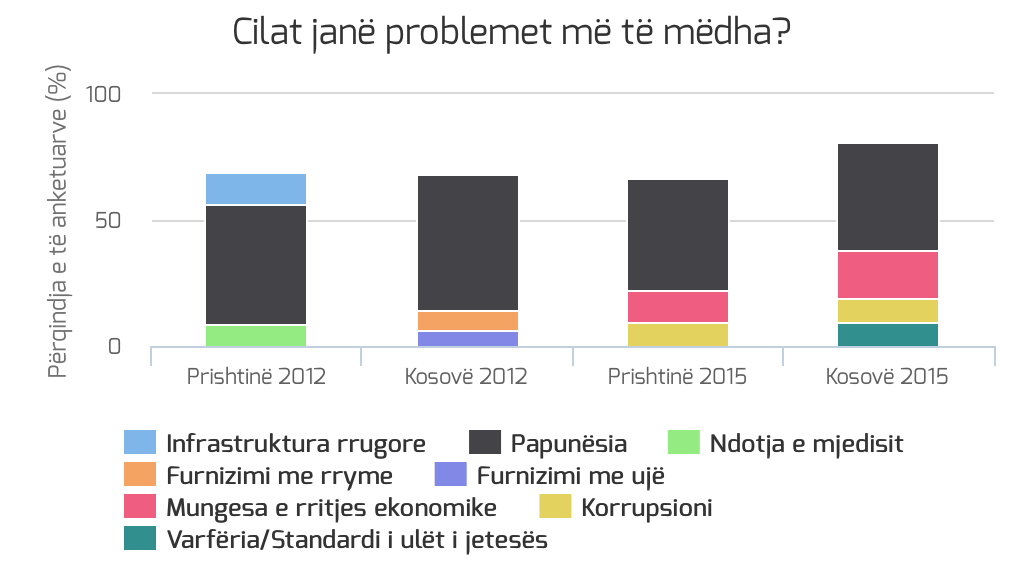 Cilat janë problemet më të mëdha?
Përqindja e të anketuarve (%)
100
50
0
Prishtinë 2012 Kosovë 2012 Prishtinë 2015 Kosovë 2015
Infrastruktura rrugore Papunësia Ndotja e mjedisit
Furnizimi me rryme Furnizimi me ujë
Mungesa e rritjes ekonomike Korrupsioni
Varfëria/Standardi i ulët i jetesës